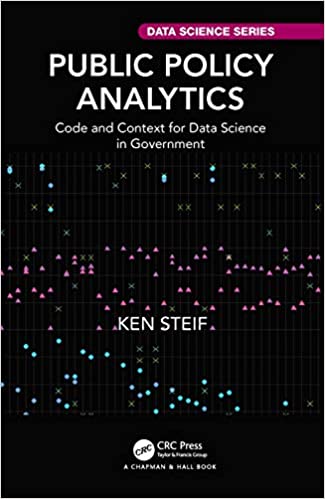 DATA SCIENCE SERIES
PUBLIC POLICY
ANALYTICS
Code and Context for Data Science
in Government
KEN STEIF
CRC Press
Taylor & Francis Group
A CHAPMAN & HALL BOOK